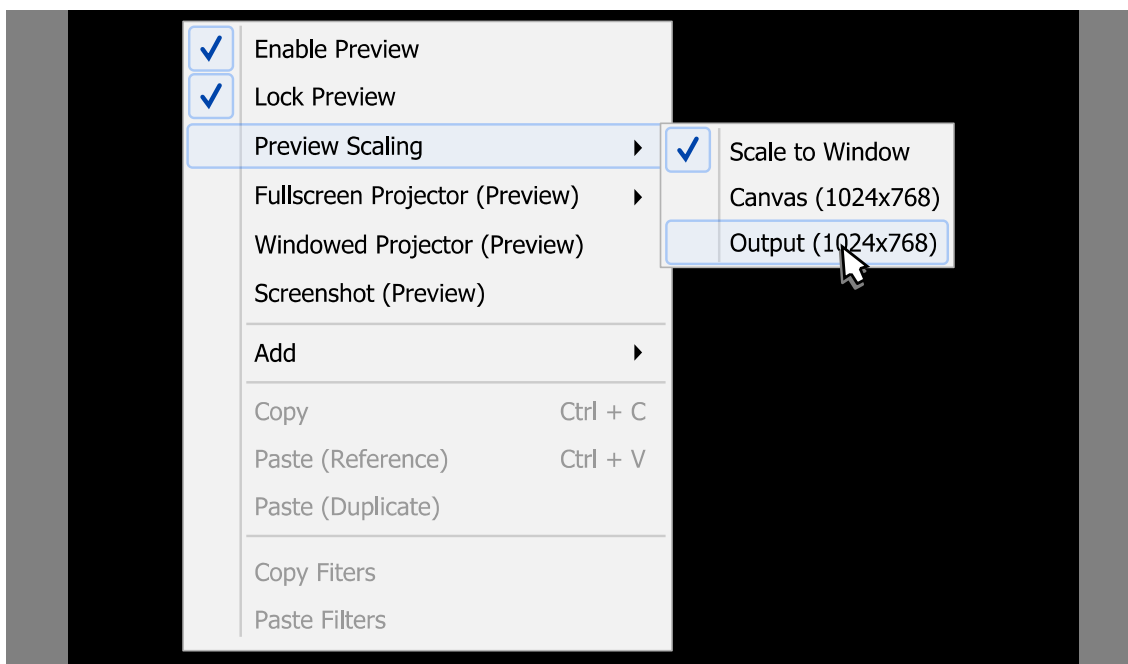 Enable Preview
Lock Preview
Preview Scaling
Scale to Window
Canvas (1024x768)
Output (1024x768)
Fullscreen Projector (Preview)
Windowed Projector (Preview)
Screenshot (Preview)
Add
Copy Ctrl + C
Paste (Reference) Ctrl + V
Paste (Duplicate)
Copy Fiters
Paste Filters